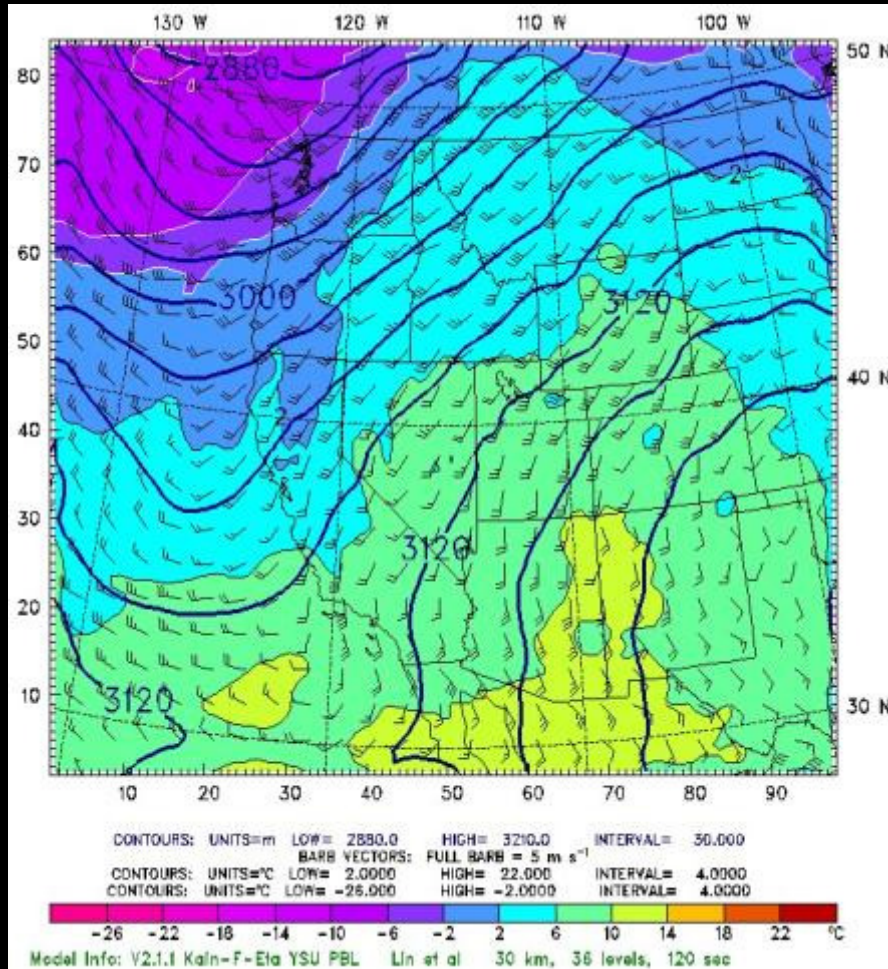 130 W 120 W 110 W 100 W
50 N
80
2880
70
2
60
3000
3120
50
40 N
40
2
30
3120
20
10
3120
30 N
10 20 30 40 50 60 70 80 90
CONTOURS: UNITS=m LOW= 2880.0 HIGH= 3210.0 INTERVAL= 30.000
BARB VECTORS: FULL BARB = 5 m s⁻¹
CONTOURS: UNITS=°C LOW= 2.0000 HIGH= 22.000 INTERVAL= 4.0000
CONTOURS: UNITS=°C LOW= -26.000 HIGH= -2.0000 INTERVAL= 4.0000
-26 -22 -18 -14 -10 -6 -2 2 6 10 14 18 22 °C
Model Info: V2.1.1 Kain-F-Eta YSU PBL Lin et al 30 km, 36 levels, 120 sec